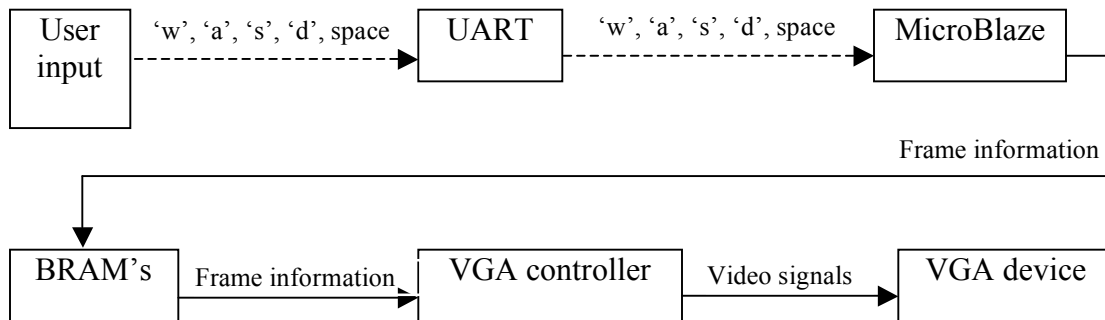 User
input
‘w’, ‘a’, ‘s’, ‘d’, space
UART
‘w’, ‘a’, ‘s’, ‘d’, space
MicroBlaze
Frame information
BRAM’s
Frame information
VGA controller
Video signals
VGA device